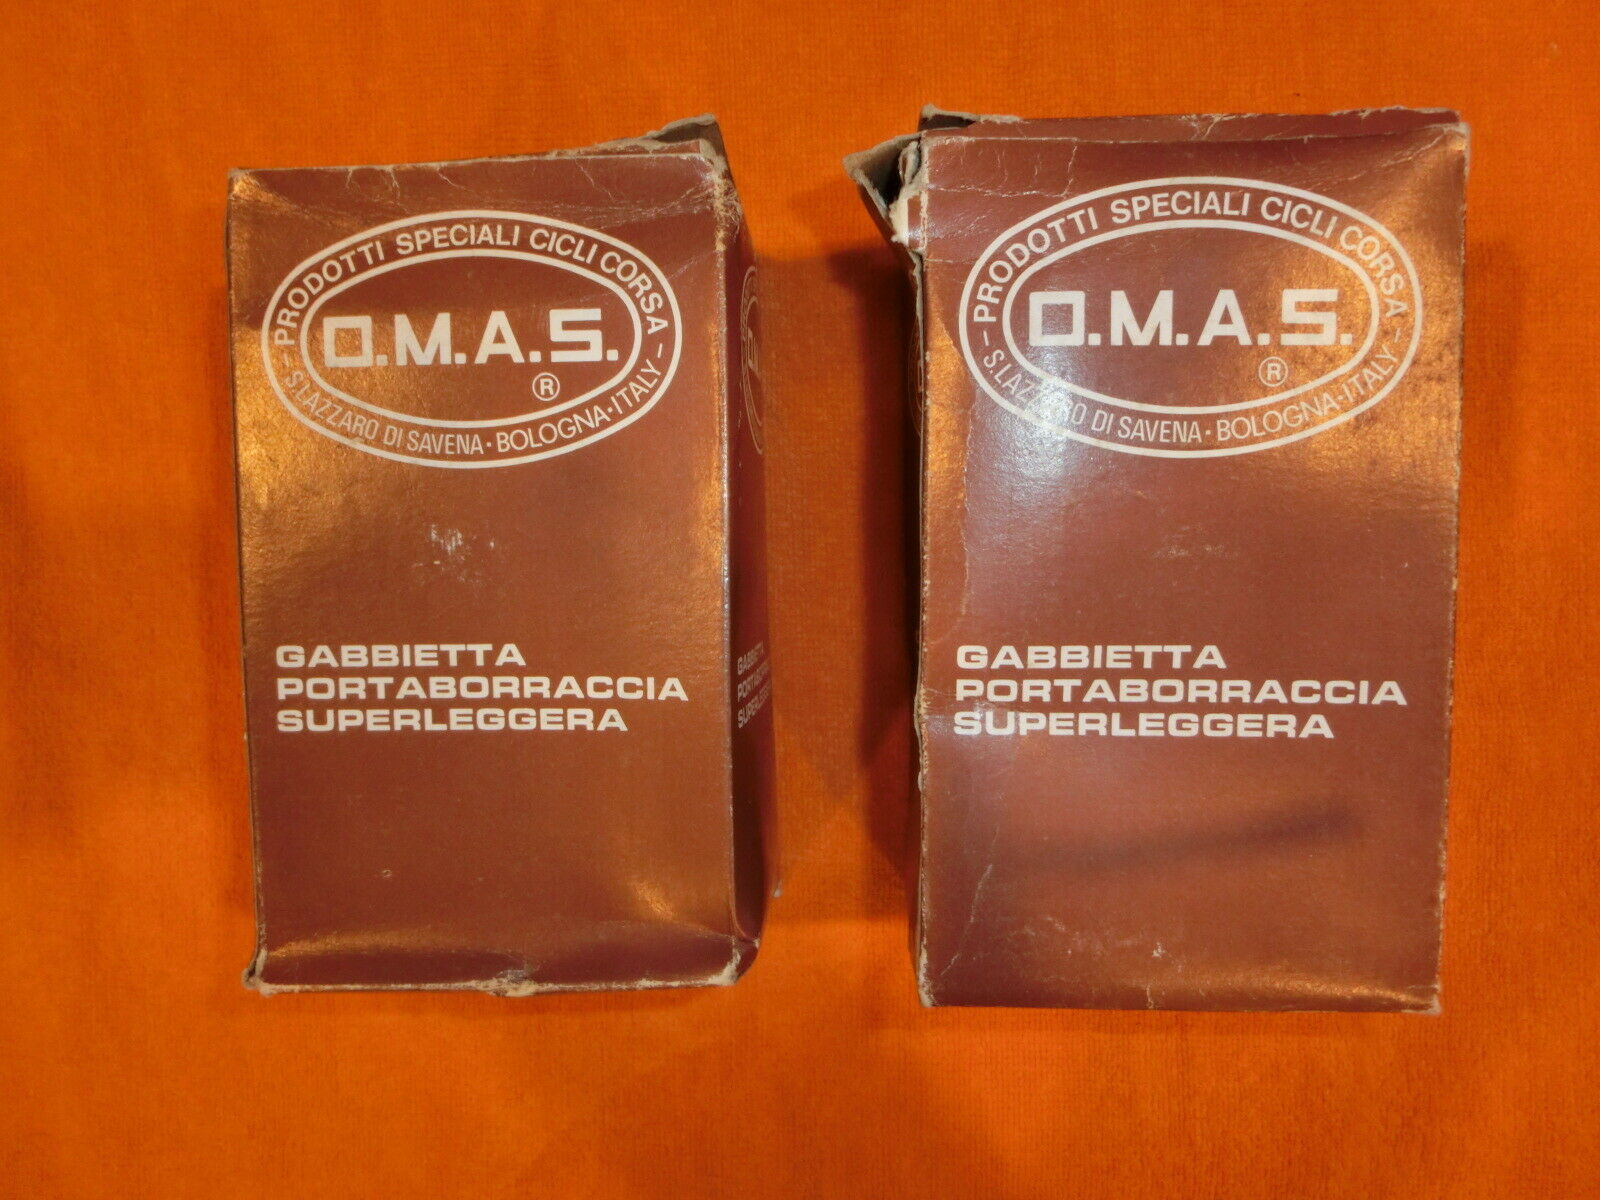 PRODOTTI SPECIALI CICLI CORSA
O.M.A.S.
®
S.LAZZARO DI SAVENA · BOLOGNA · ITALY
GABBIETTA
PORTABORRACCIA
SUPERLEGGERA
GABBIETTA
PRODOTTI SPECIALI CICLI CORSA
O.M.A.S.
®
S.LAZZARO DI SAVENA · BOLOGNA · ITALY
GABBIETTA
PORTABORRACCIA
SUPERLEGGERA